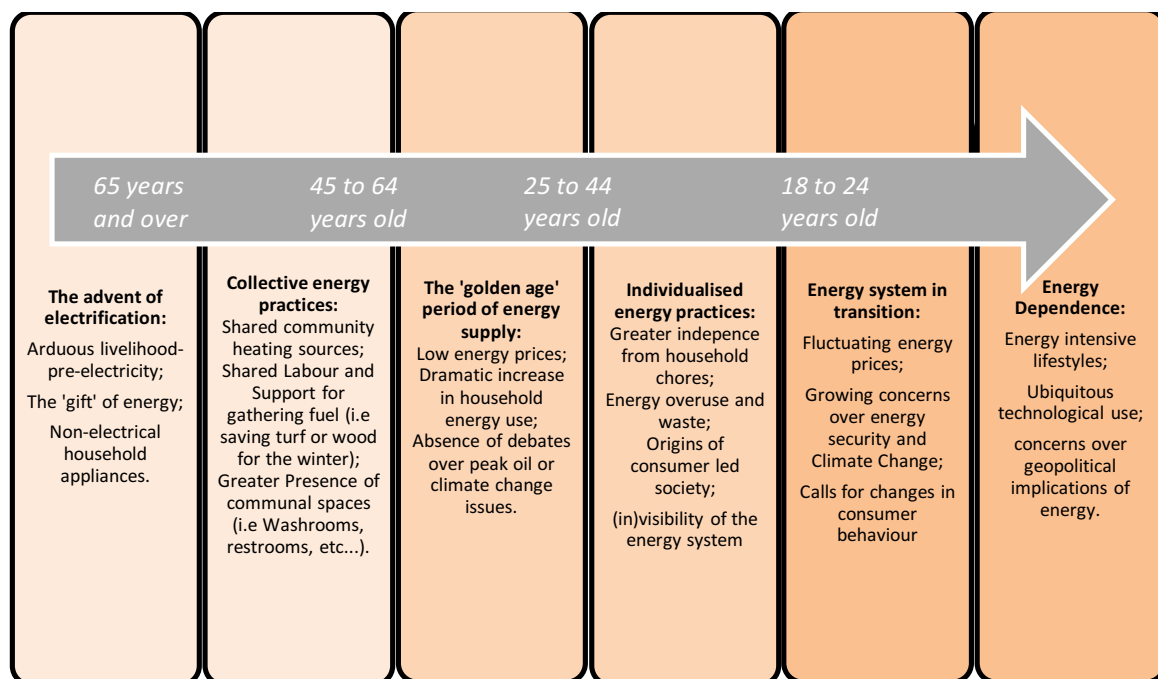 65 years
and over
45 to 64
years old
25 to 44
years old
18 to 24
years old
The advent of
electrification:
Arduous livelihood-
pre-electricity;
The 'gift' of energy;
Non-electrical
household
appliances.
Collective energy
practices:
Shared community
heating sources;
Shared Labour and
Support for
gathering fuel (i.e
saving turf or wood
for the winter);
Greater Presence of
communal spaces
(i.e Washrooms,
restrooms, etc...).
The 'golden age'
period of energy
supply:
Low energy prices;
Dramatic increase
in household
energy use;
Absence of debates
over peak oil or
climate change
issues.
Individualised
energy practices:
Greater indepence
from household
chores;
Energy overuse and
waste;
Origins of
consumer led
society;
(in)visibility of the
energy system
Energy system in
transition:
Fluctuating energy
prices;
Growing concerns
over energy
security and
Climate Change;
Calls for changes in
consumer
behaviour
Energy
Dependence:
Energy intensive
lifestyles;
Ubiquitous
technological use;
concerns over
geopolitical
implications of
energy.